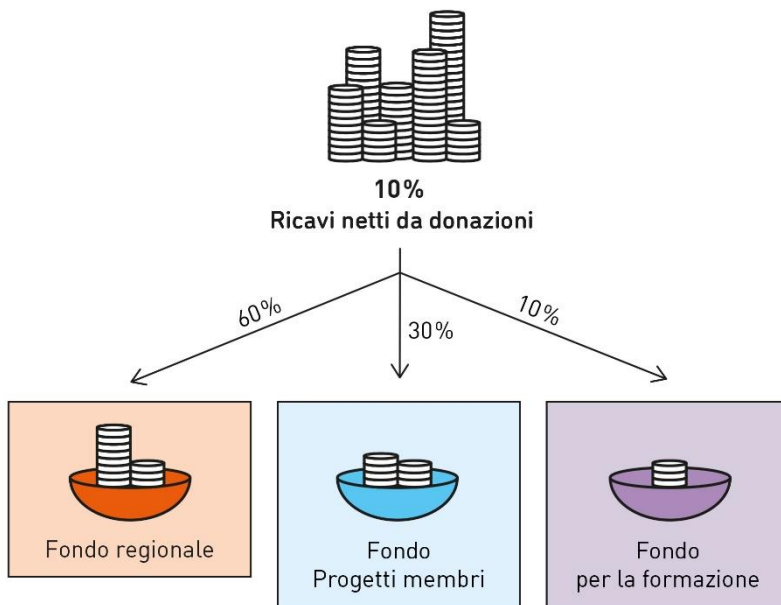 10%
Ricavi netti da donazioni
60%
30%
10%
Fondo regionale
Fondo
Progetti membri
Fondo
per la formazione